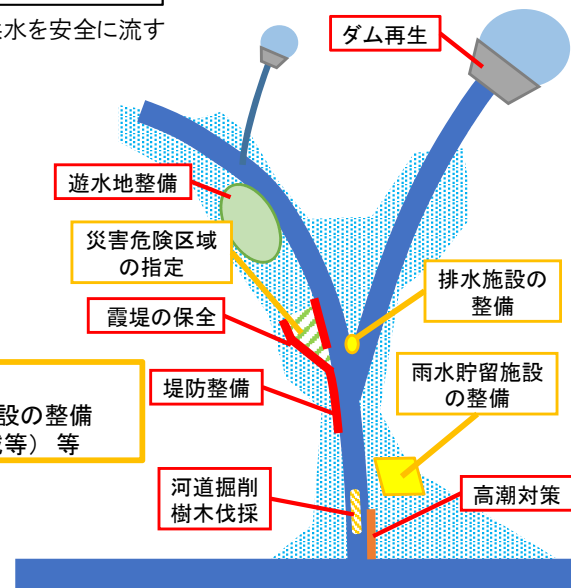 水を安全に流す
ダム再生
遊水地整備
災害危険区域
の指定
排水施設の
整備
霞堤の保全
雨水貯留施設
の整備
設の整備
等） 等
堤防整備
河道掘削
樹木伐採
高潮対策